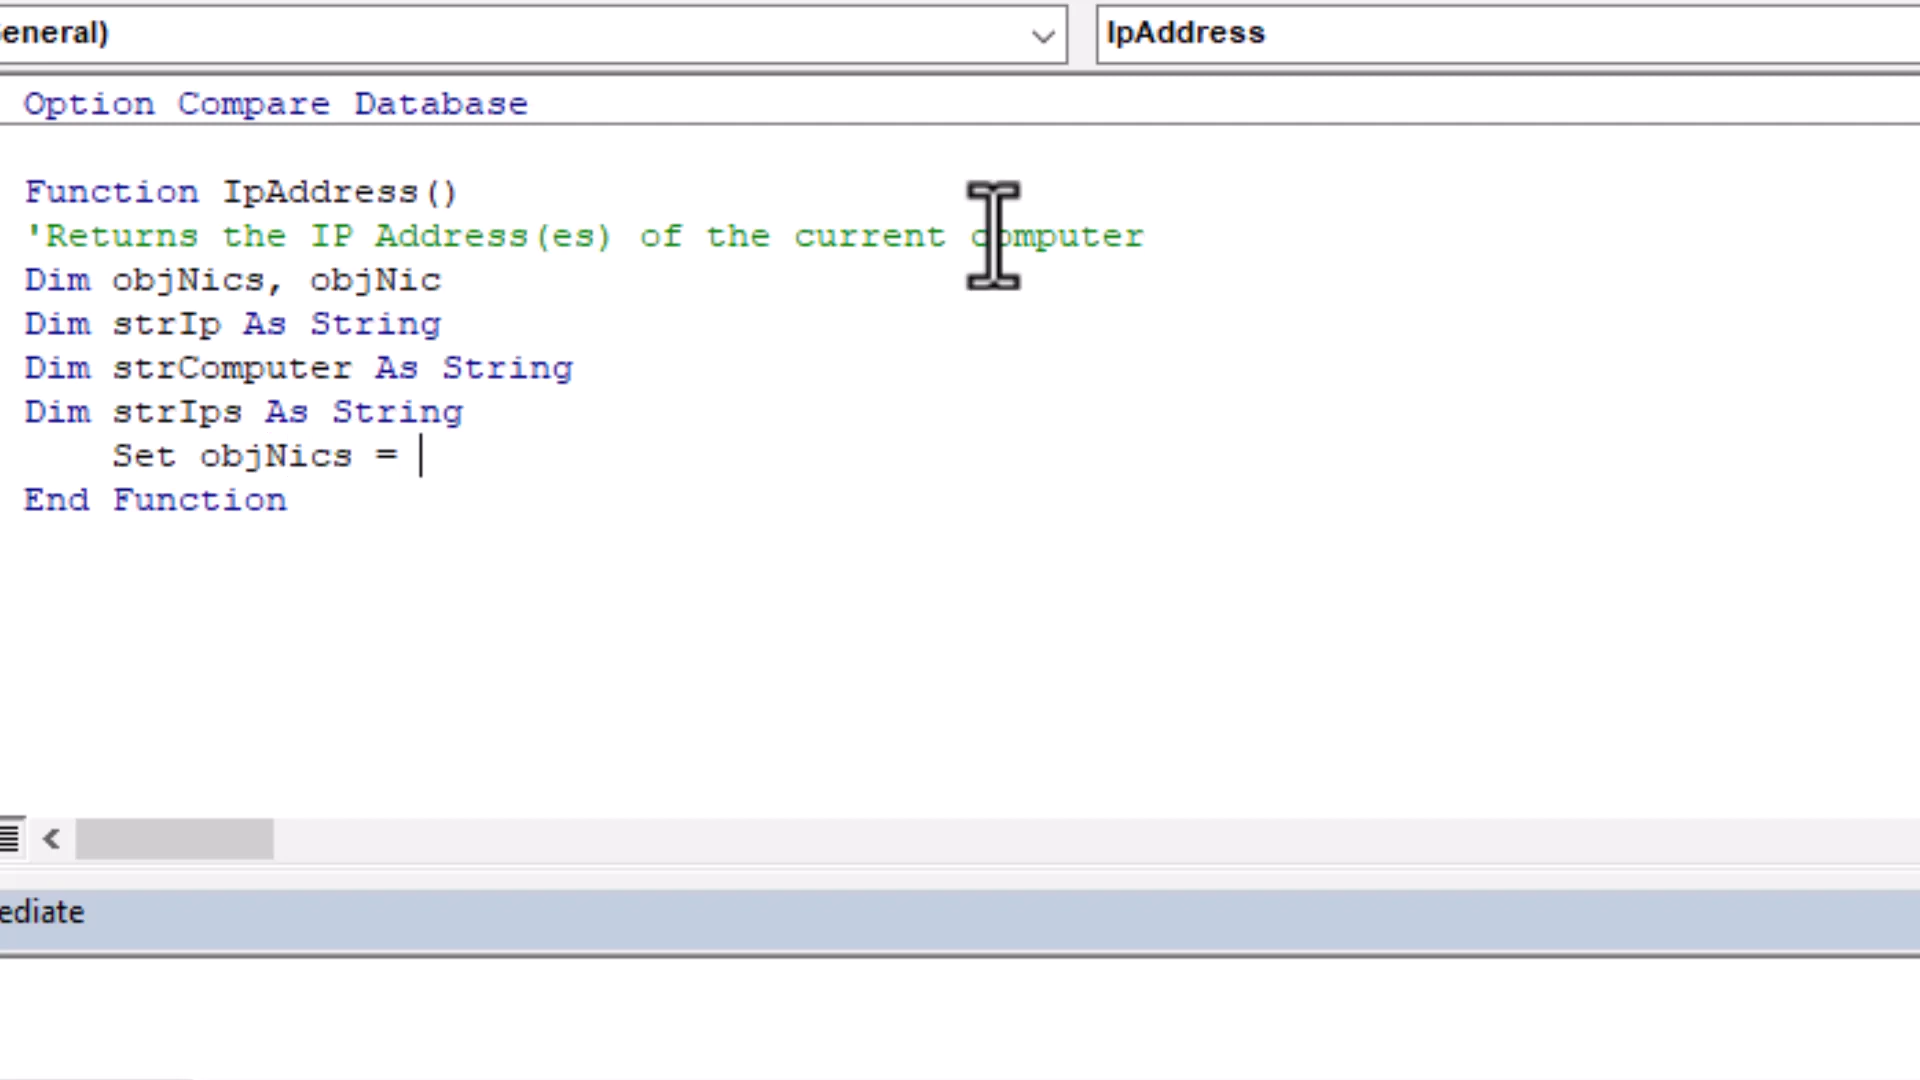 eneral)
IpAddress
Option Compare Database
Function IpAddress()
'Returns the IP Address(es) of the current computer
Dim objNics, objNic
Dim strIp As String
Dim strComputer As String
Dim strIps As String
Set objNics =
End Function
ediate